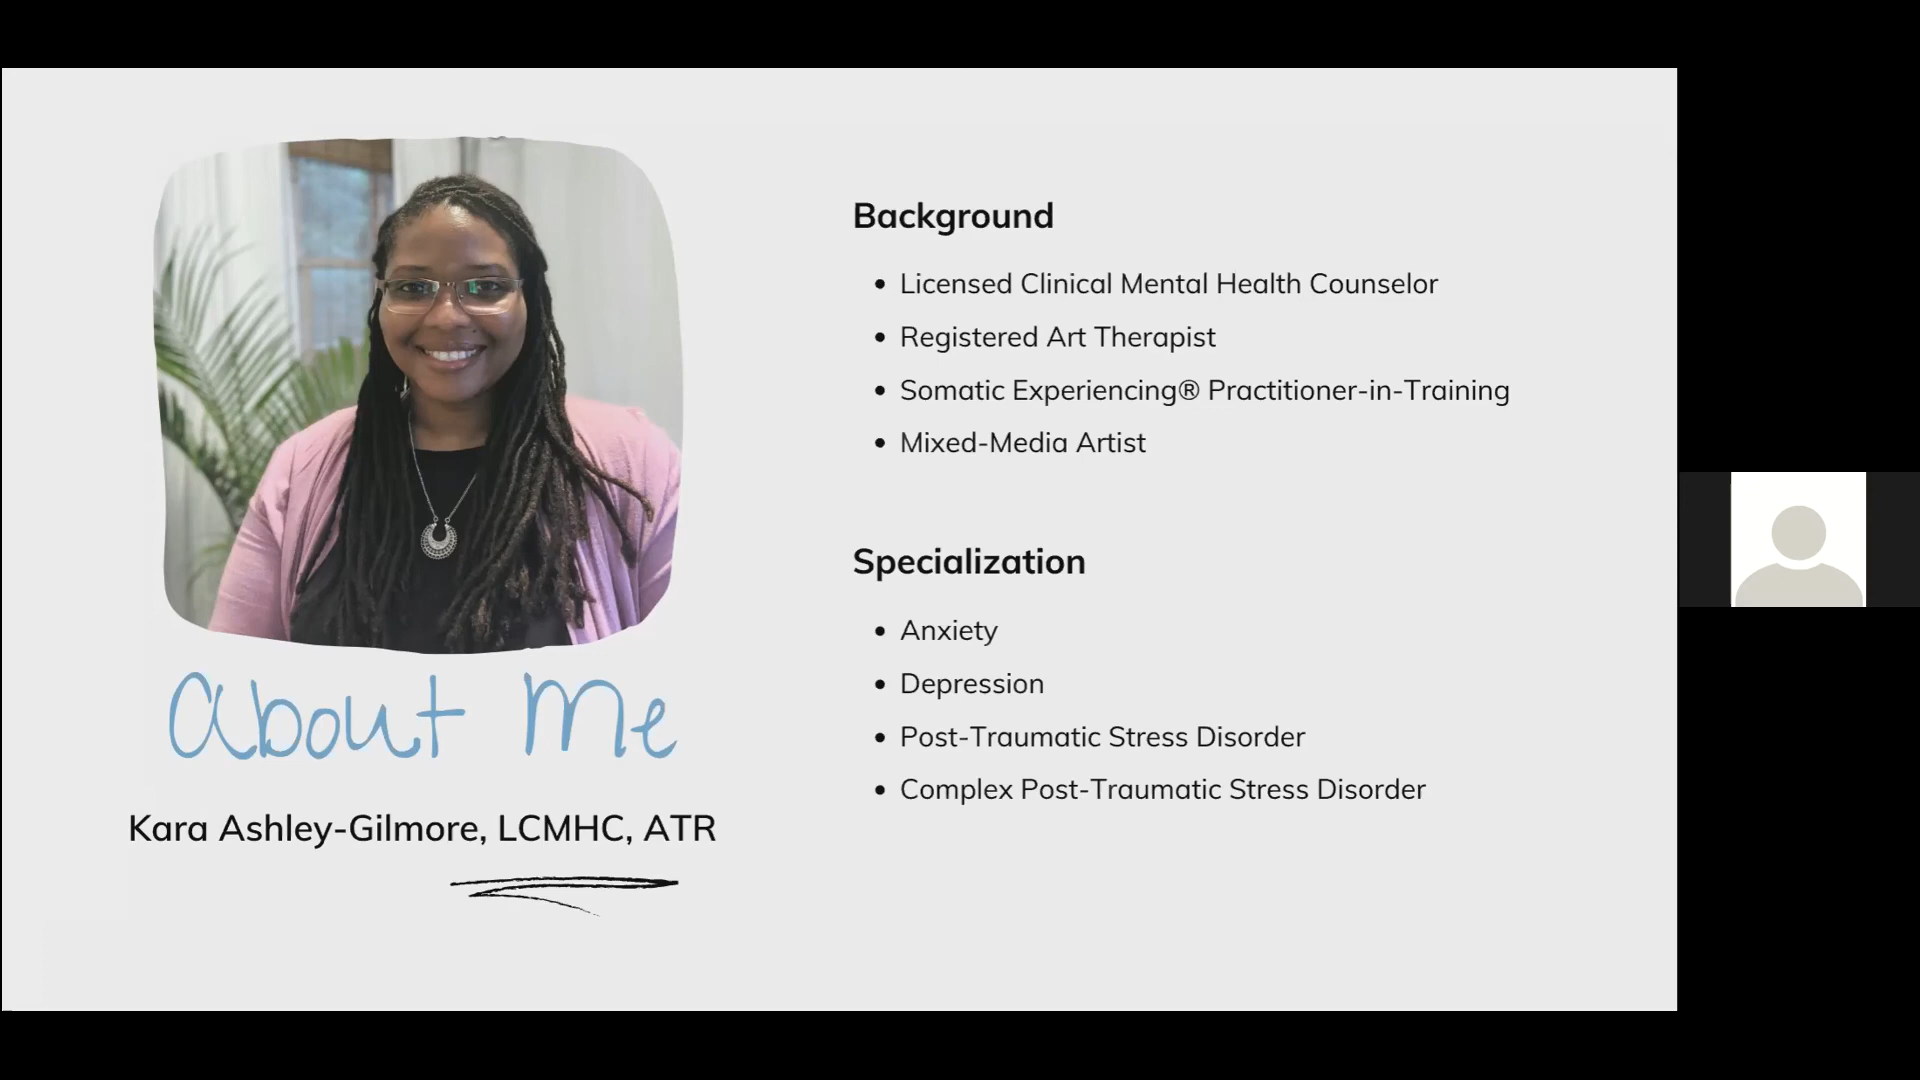 About Me
Kara Ashley-Gilmore, LCMHC, ATR
Background
• Licensed Clinical Mental Health Counselor
• Registered Art Therapist
• Somatic Experiencing® Practitioner-in-Training
• Mixed-Media Artist
Specialization
• Anxiety
• Depression
• Post-Traumatic Stress Disorder
• Complex Post-Traumatic Stress Disorder